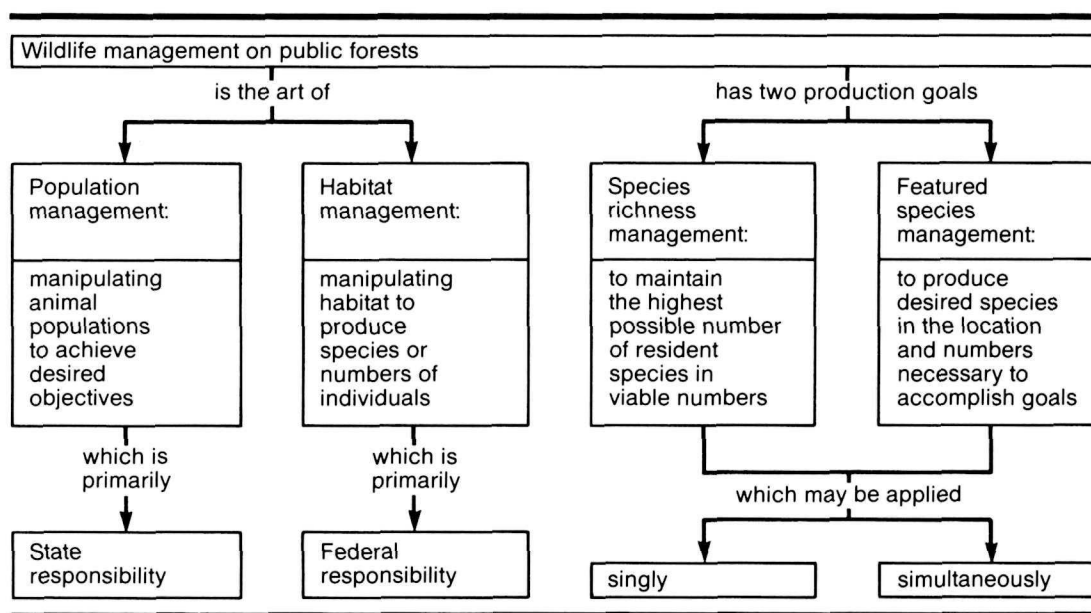 Wildlife management on public forests
is the art of
has two production goals
Population
management:
manipulating
animal
populations
to achieve
desired
objectives
Habitat
management:
manipulating
habitat to
produce
species or
numbers of
individuals
Species
richness
management:
to maintain
the highest
possible number
of resident
species in
viable numbers
Featured
species
management:
to produce
desired species
in the location
and numbers
necessary to
accomplish goals
which is
primarily
which is
primarily
which may be applied
State
responsibility
Federal
responsibility
singly
simultaneously